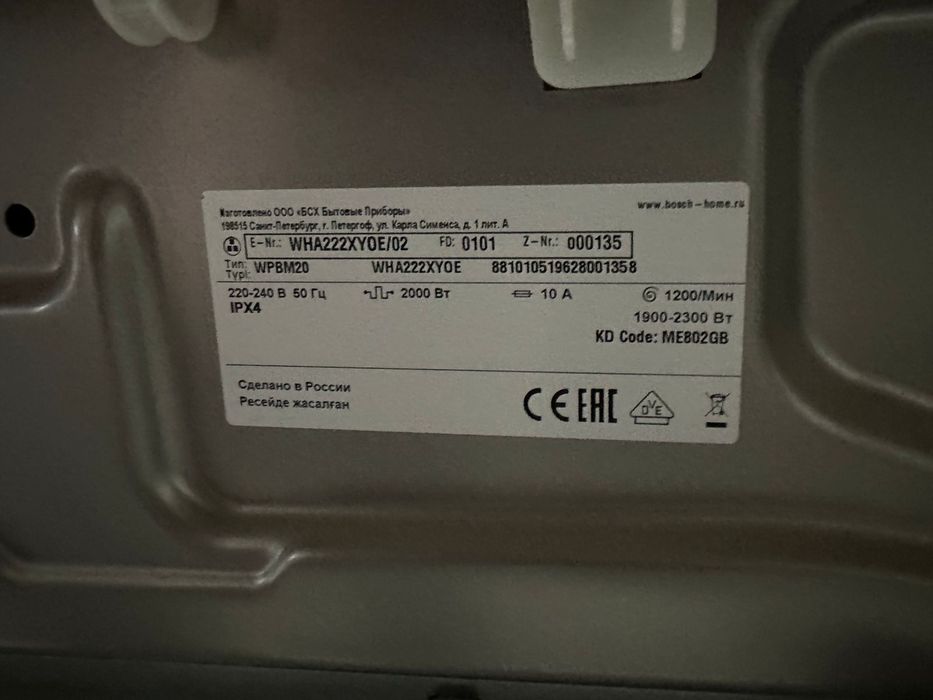 Изготовлено ООО «БСХ Бытовые Приборы» www.bosch-home.ru
198515 Санкт-Петербург, г. Петергоф, ул. Карла Сименса, д. 1 лит. А
E-Nr.: WHA222XYOE/02 FD: 0101 Z-Nr.: 000135
Тип:
Typ: WPBM20 WHA222XYOE 881010519628001358
220-240 В 50 Гц 2000 Вт 10 А 1200/Мин
IPX4 1900-2300 Вт
KD Code: ME802GB
Сделано в России
Ресейде жасалған
CE EAC DVE